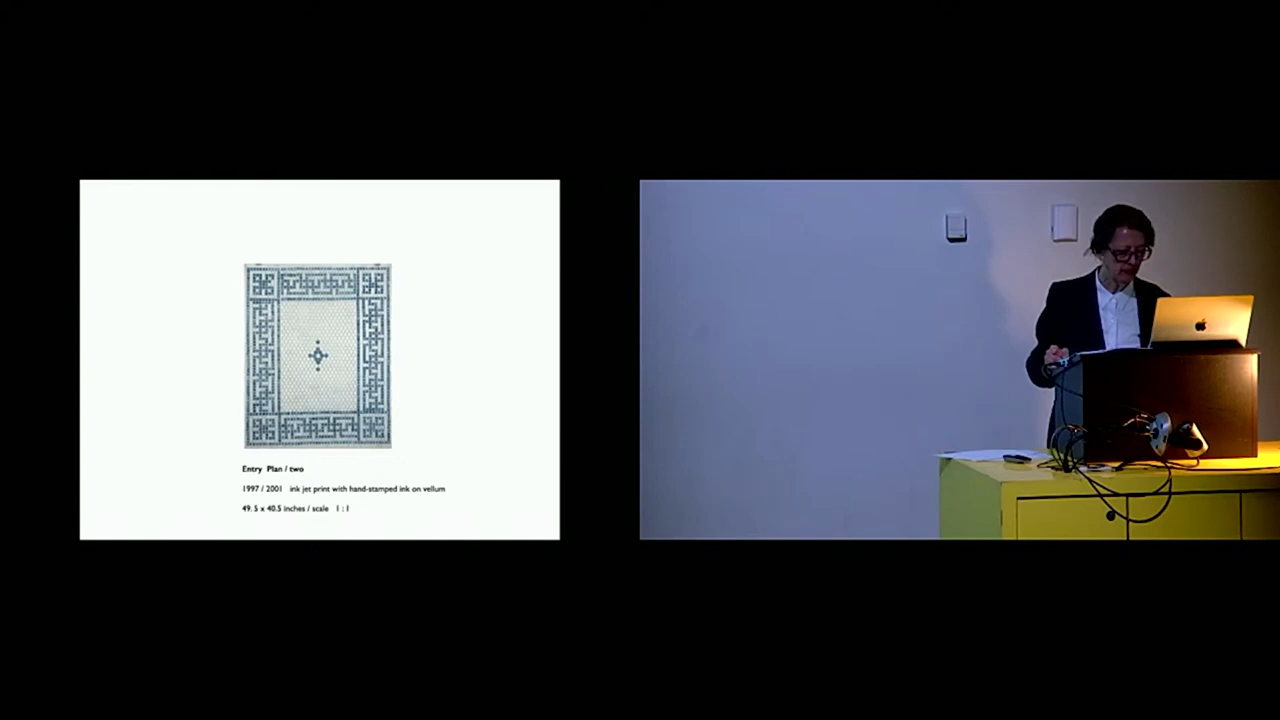 Entry Plan / two
1997 / 2001 ink jet print with hand-stamped ink on vellum
49. 5 x 40.5 inches / scale 1 : 1